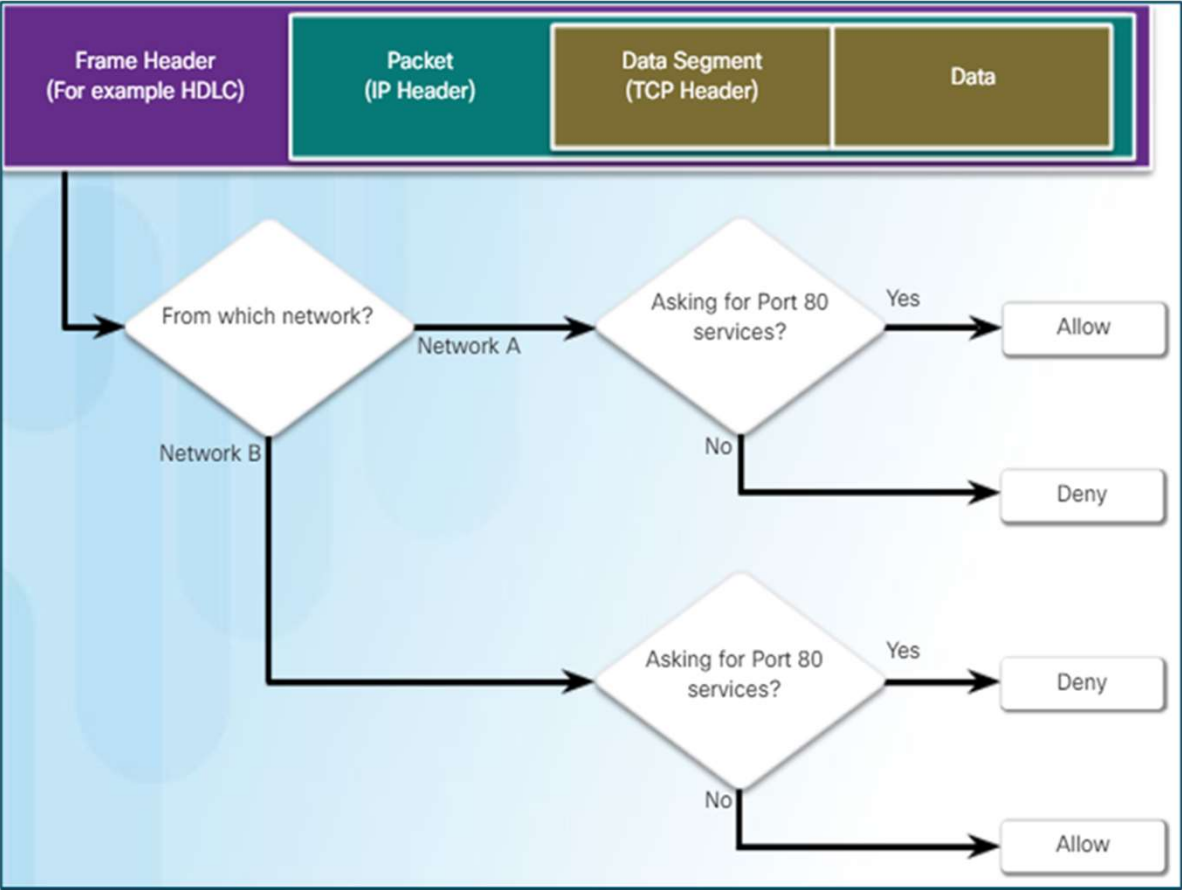 Frame Header
(For example HDLC)
Packet
(IP Header)
Data Segment
(TCP Header)
Data
From which network?
Network A
Asking for Port 80
services?
Yes
Allow
No
Deny
Network B
Asking for Port 80
services?
Yes
Deny
No
Allow